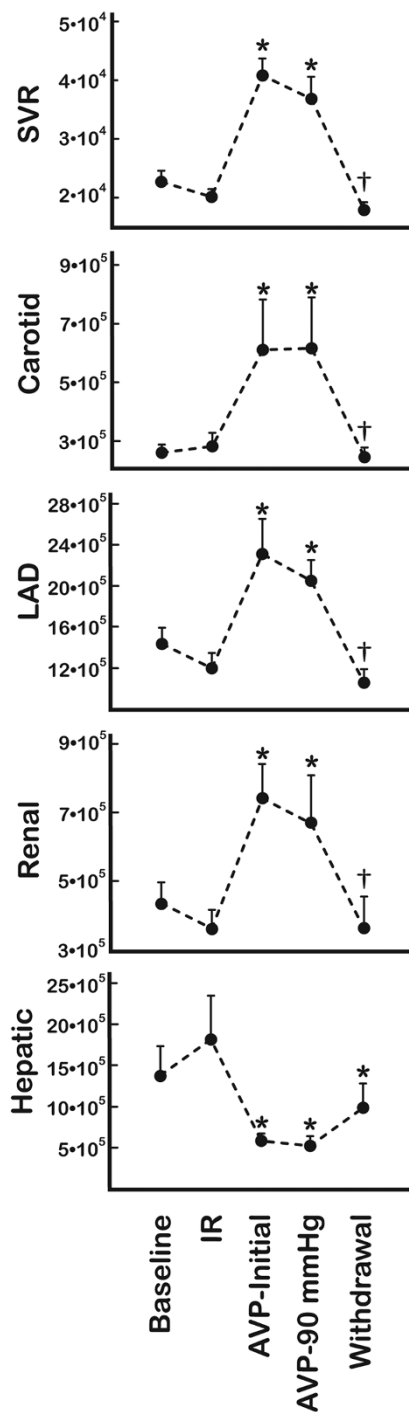 SVR
5•10⁴
4•10⁴
3•10⁴
2•10⁴
* * †
Carotid
9•10⁵
7•10⁵
5•10⁵
3•10⁵
* * †
LAD
28•10⁵
24•10⁵
20•10⁵
16•10⁵
12•10⁵
* * †
Renal
9•10⁵
7•10⁵
5•10⁵
3•10⁵
* * †
Hepatic
25•10⁵
20•10⁵
15•10⁵
10•10⁵
5•10⁵
* * *
Baseline
IR
AVP-Initial
AVP-90 mmHg
Withdrawal